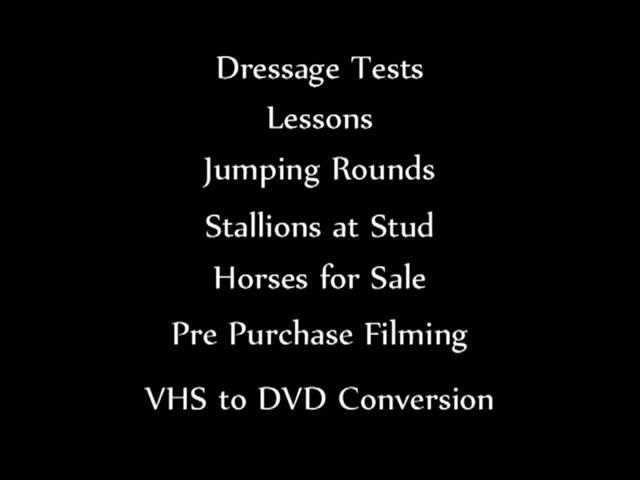 Dressage Tests
Lessons
Jumping Rounds
Stallions at Stud
Horses for Sale
Pre Purchase Filming
VHS to DVD Conversion